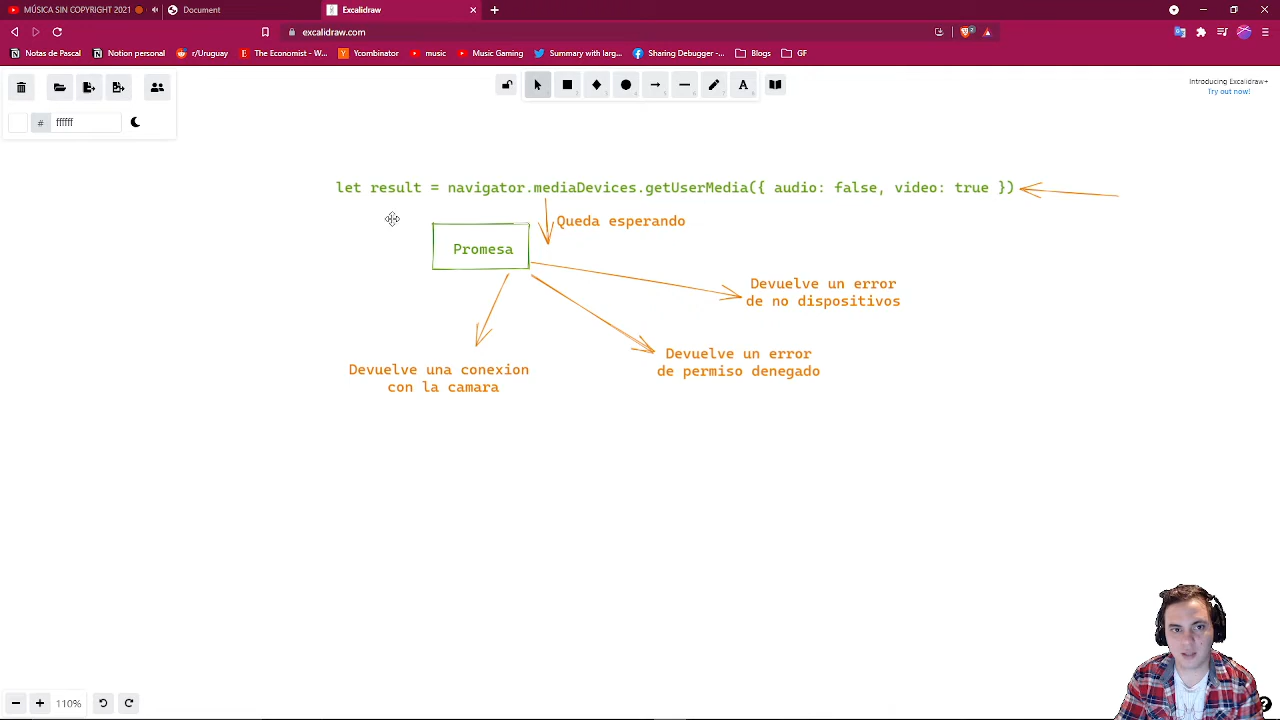 MÚSICA SIN COPYRIGHT 2021
Document
Excalidraw
excalidraw.com
Notas de Pascal
Notion personal
r/Uruguay
The Economist - W...
Ycombinator
music
Music Gaming
Summary with larg...
Sharing Debugger -...
Blogs
GF
Introducing Excalidraw+
Try out now!
# ffffff
let result = navigator.mediaDevices.getUserMedia({ audio: false, video: true })
Queda esperando
Promesa
Devuelve un error
de no dispositivos
Devuelve un error
de permiso denegado
Devuelve una conexion
con la camara
110%